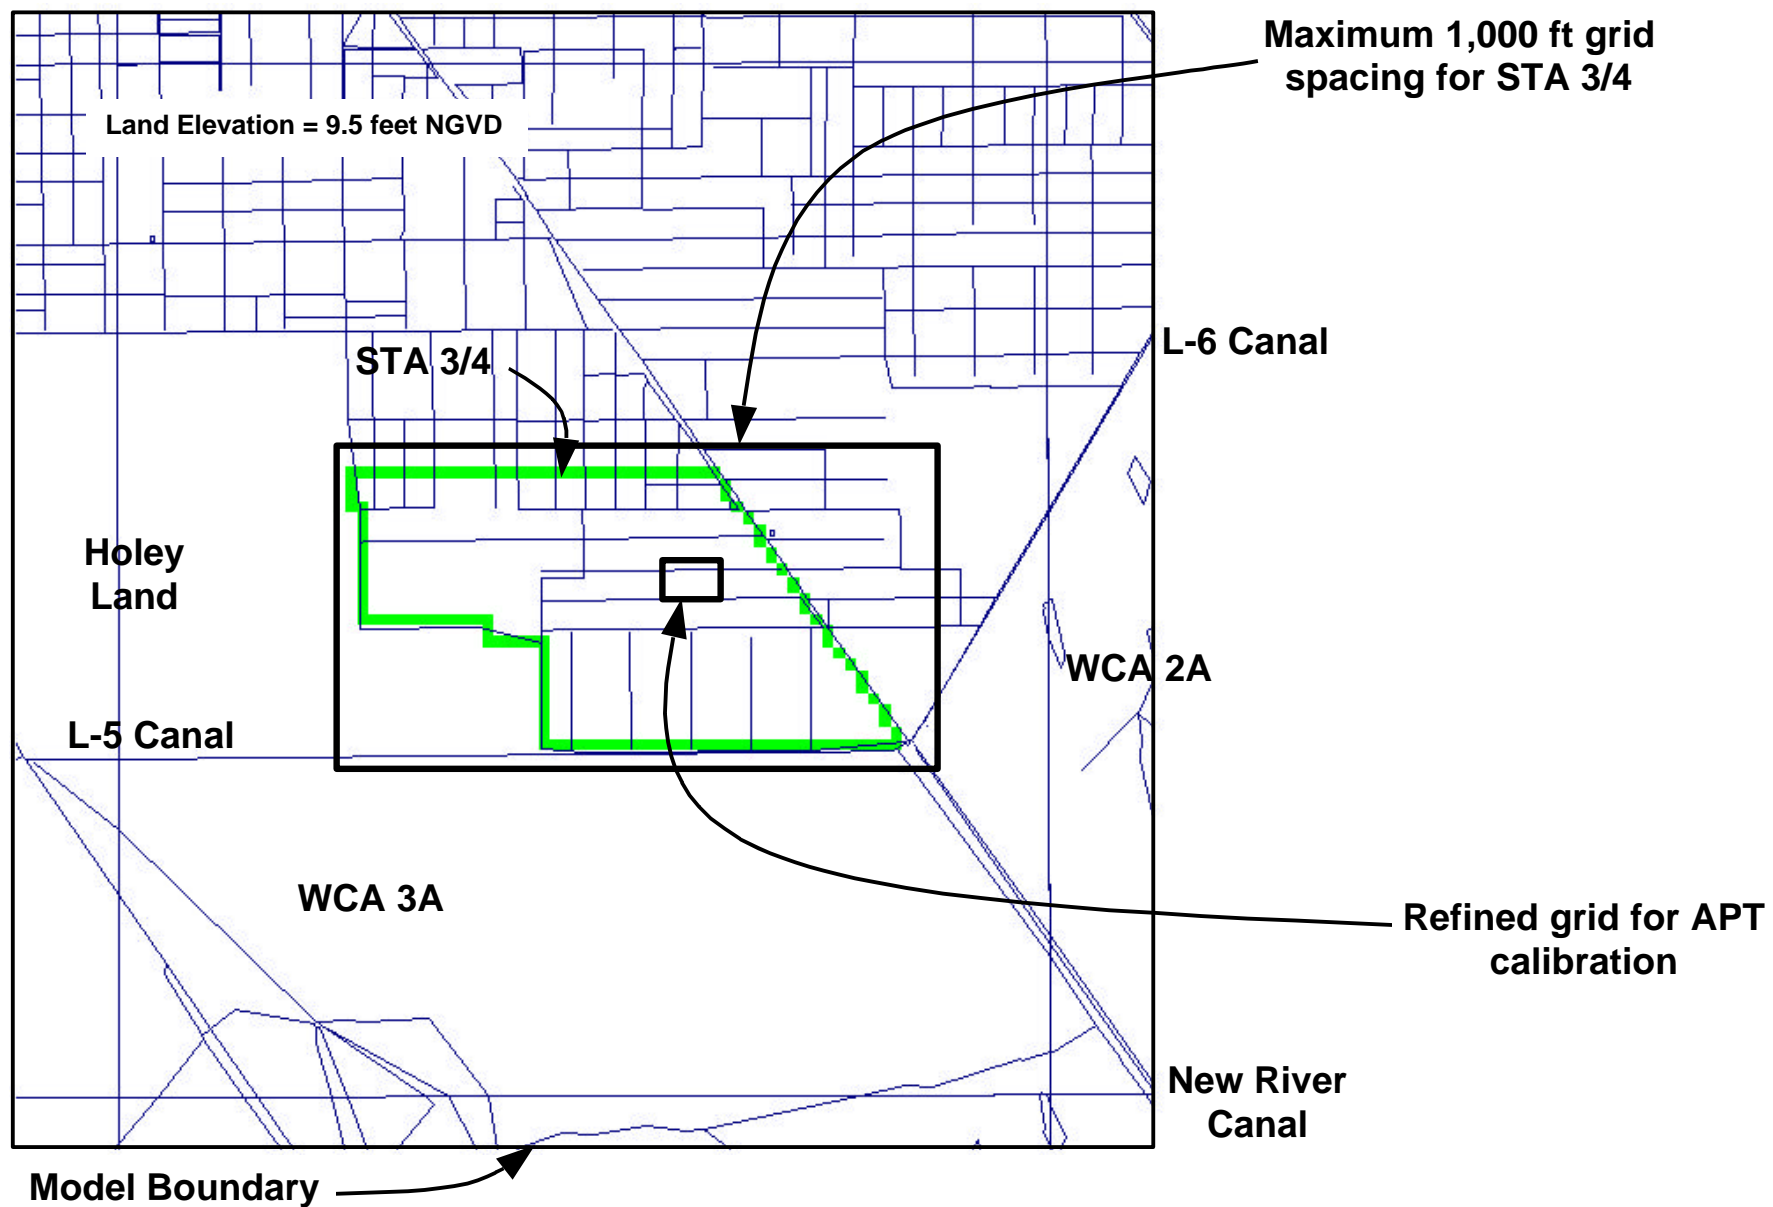 Maximum 1,000 ft grid
spacing for STA 3/4
Land Elevation = 9.5 feet NGVD
L-6 Canal
STA 3/4
Holey
Land
WCA 2A
L-5 Canal
WCA 3A
Refined grid for APT
calibration
New River
Canal
Model Boundary